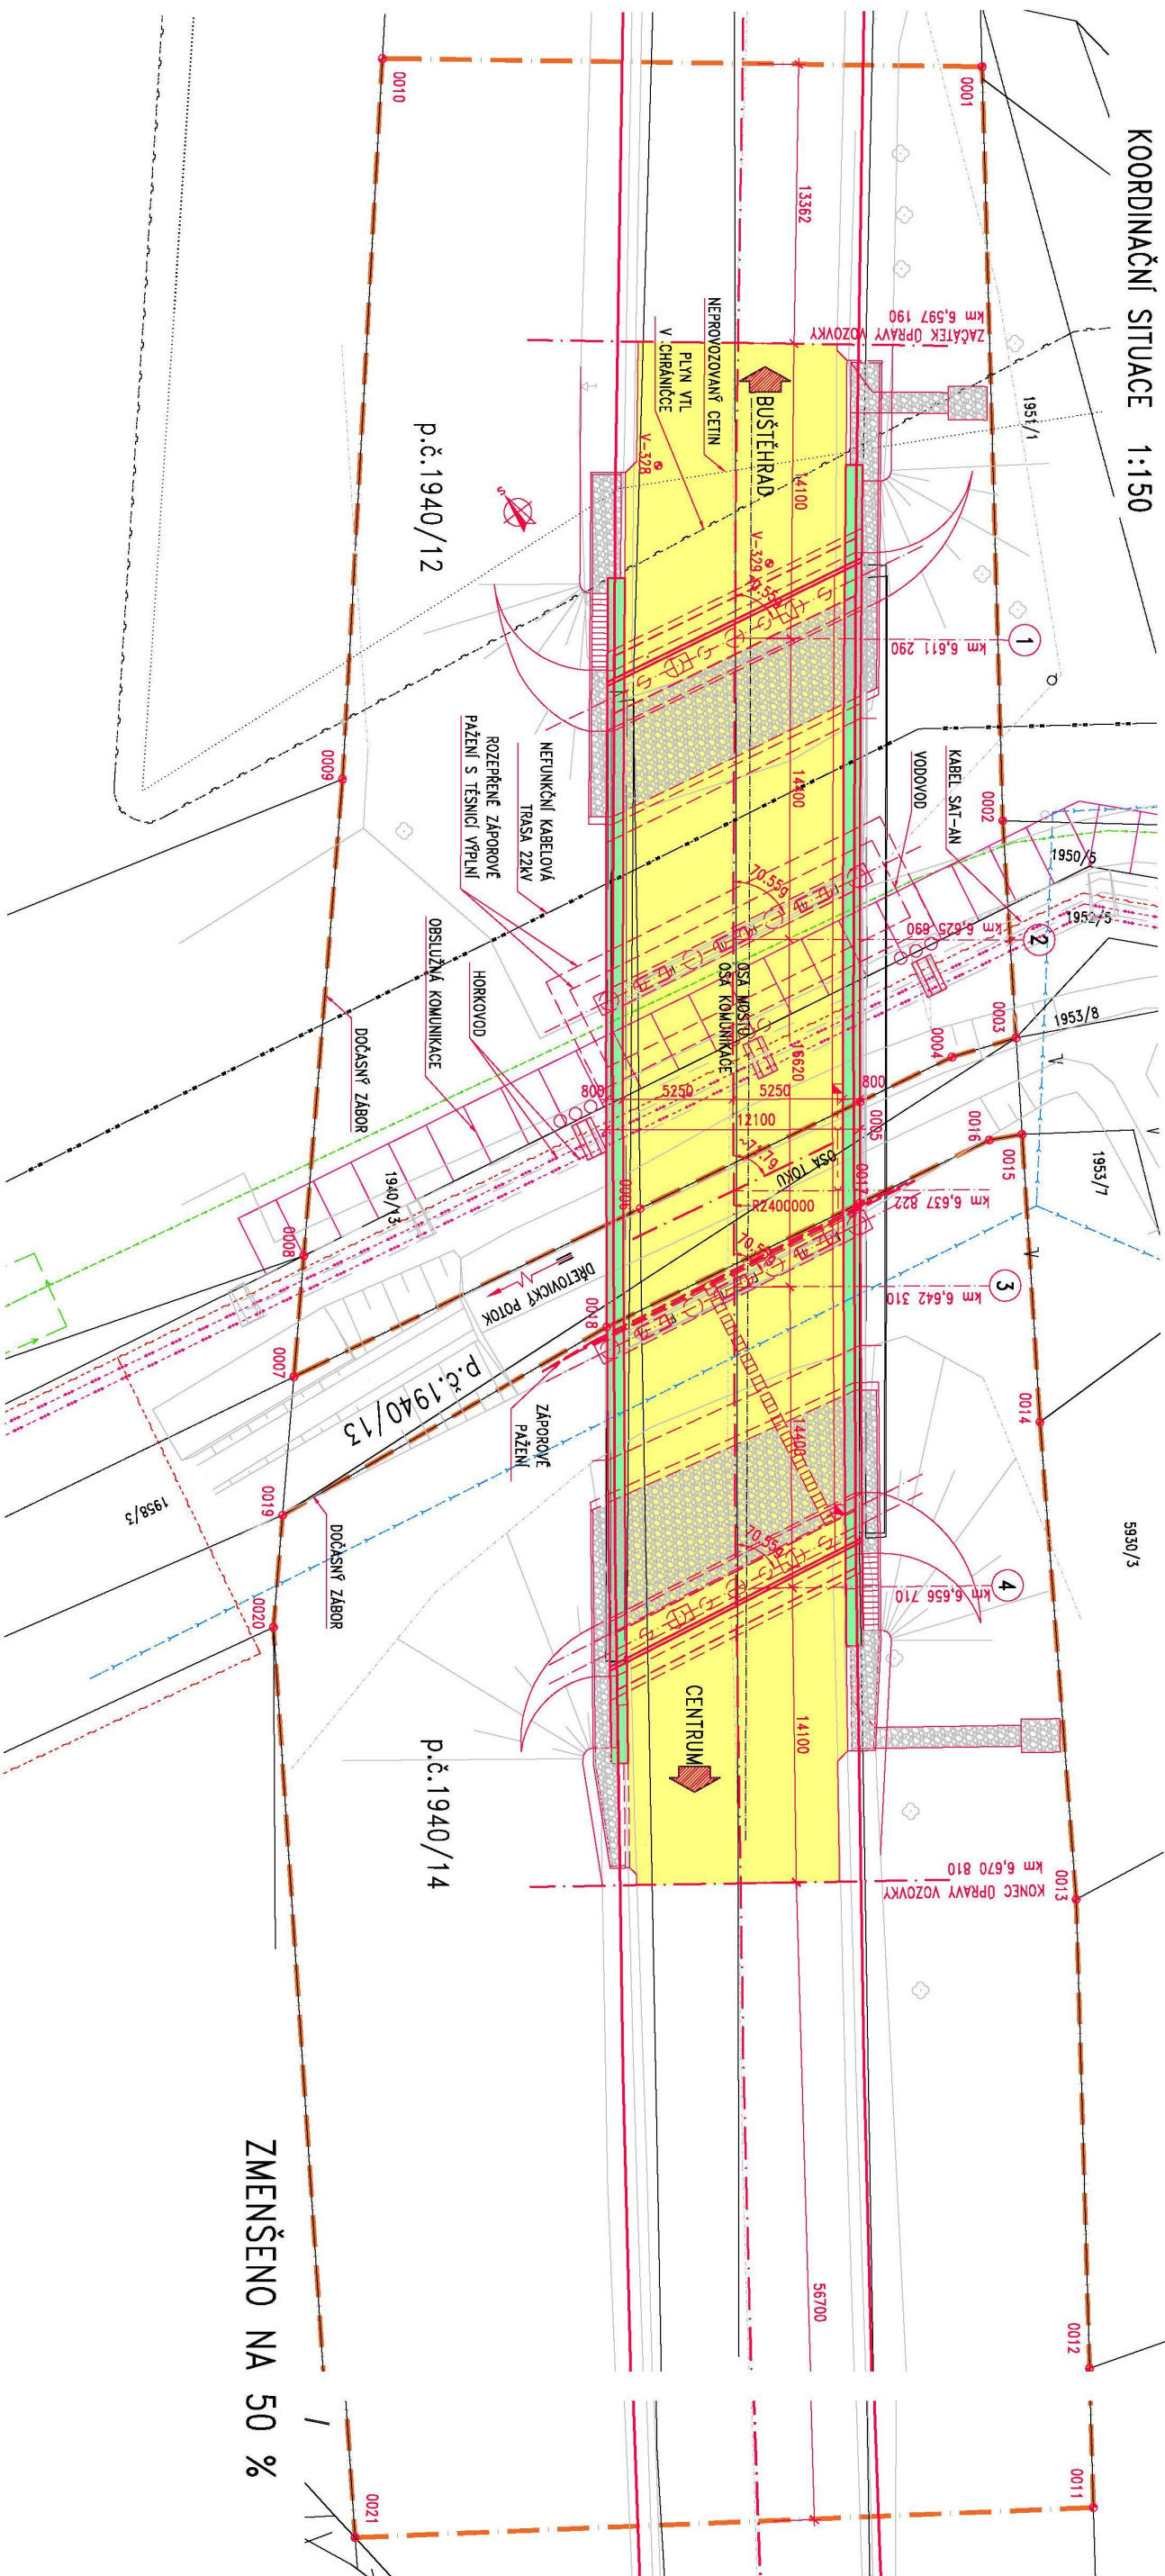 KOORDINAČNÍ SITUACE 1:150
0001
0010
13362
km 6,597 190
ZAČÁTEK ÚPRAVY VOZOVKY
1951/1
NEPROVOZOVANÝ CETIN
PLYN VTL
V CHRÁNIČCE
BUŠTĚHRAD
V-328
V-329
14100
70.55g
S
p.č.1940/12
1
km 6,611 290
0009
14400
NEFUNKČNÍ KABELOVÁ
TRASA 22kV
ROZEPŘENÉ ZÁPOROVÉ
PAŽENÍ S TĚSNICÍ VÝPLNÍ
KABEL SAT-AN
VODOVOD
0002
1950/5
1952/5
70.55g
km 6,625 690
2
OBSLUŽNÁ KOMUNIKACE
HORKOVOD
OSA MOSTU
OSA KOMUNIKACE
0003
1953/8
0004
16620
800
5250
5250
800
12100
0005
DOČASNÝ ZÁBOR
0016
0015
1953/7
~71.79
OSA TOKU
0006
0017
R2400000
km 6,637 822
1940/13
0008
DŘETOVICKÝ POTOK
70.55g
3
km 6,642 310
0018
0007
p.č.1940/13
0014
ZÁPOROVÉ
PAŽENÍ
14400
1958/3
0019
DOČASNÝ ZÁBOR
5930/3
70.55g
4
km 6,656 710
0020
CENTRUM
14100
p.č.1940/14
km 6,670 810
KONEC ÚPRAVY VOZOVKY
0013
56700
0012
0011
0021
ZMENŠENO NA 50 %